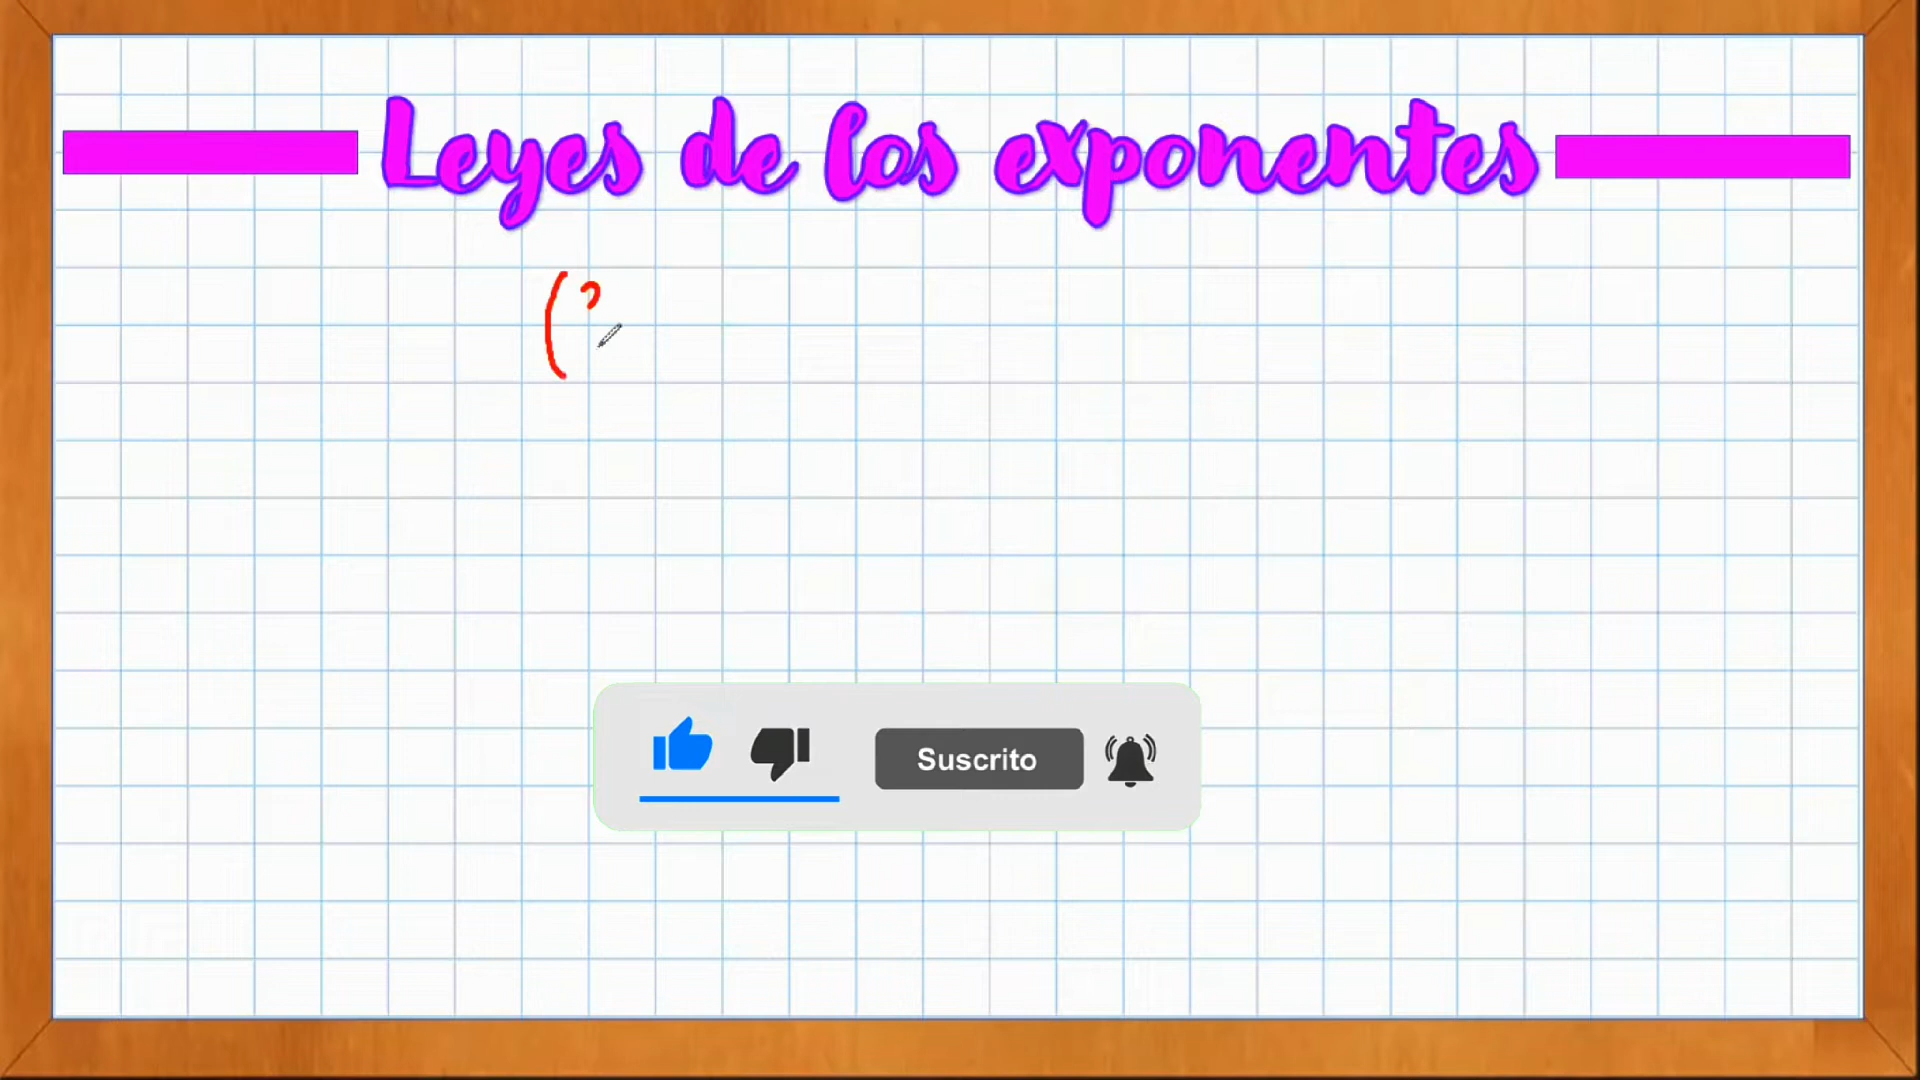 Leyes de los exponentes
(
Suscrito